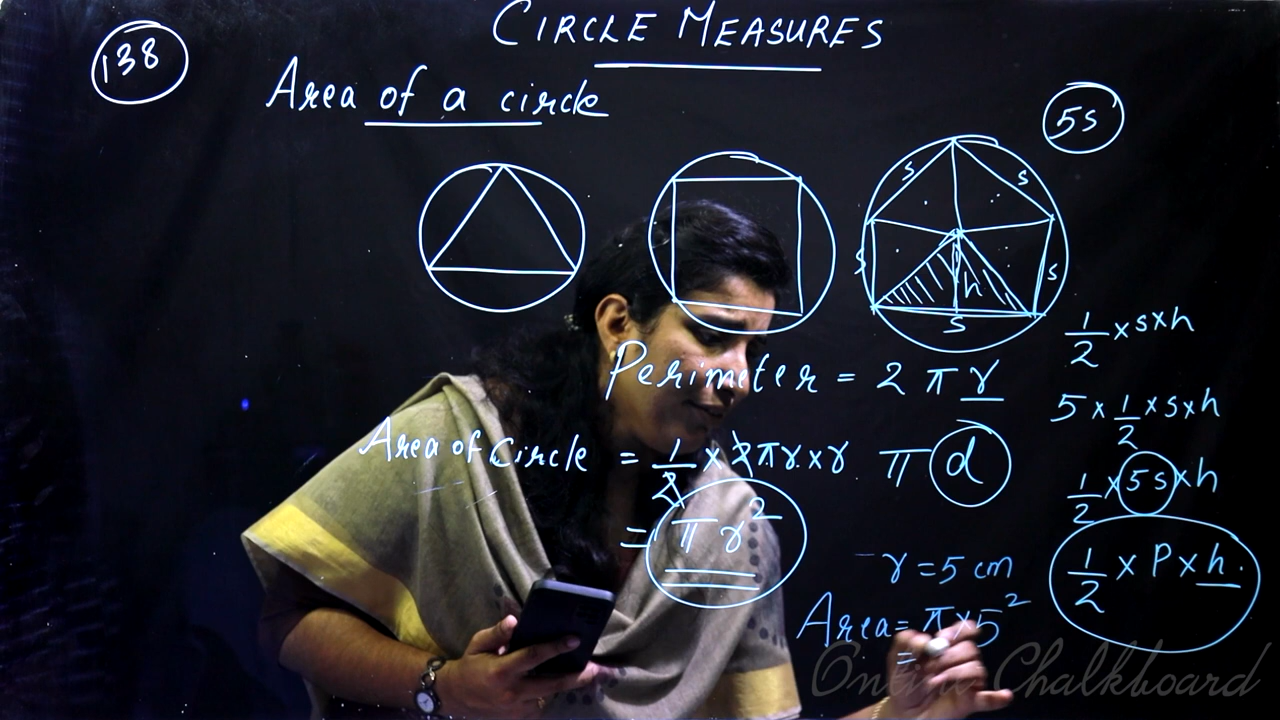 CIRCLE MEASURES
138
Area of a circle
5s
s s
s s
h
s
1/2 × s × h
Perimeter = 2 π r
5 × 1/2 × s × h
Area of Circle = 1/2 × 2πr × r
π d
1/2 × 5s × h
= π r²
r = 5 cm
1/2 × P × h
Area = π × 5²
=
Online Chalkboard